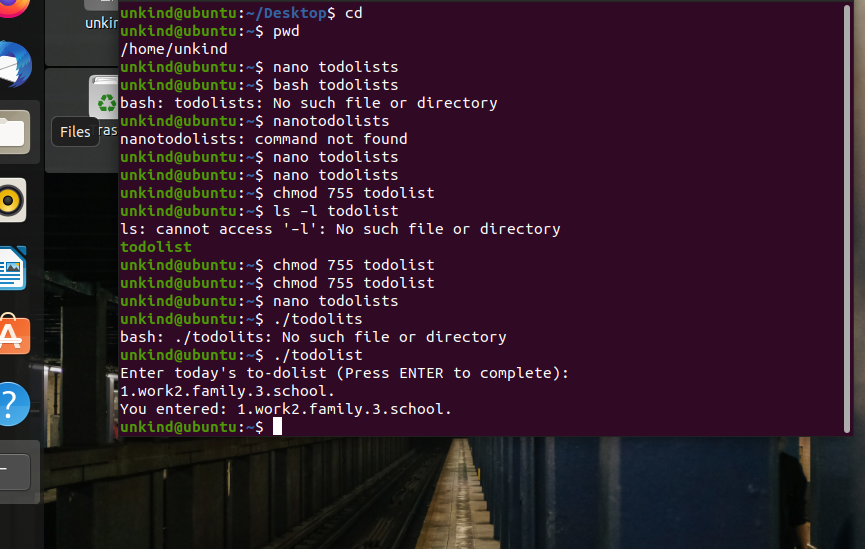 unkin
Files
ras
unkind@ubuntu:~/Desktop$ cd
unkind@ubuntu:~$ pwd
/home/unkind
unkind@ubuntu:~$ nano todolists
unkind@ubuntu:~$ bash todolists
bash: todolists: No such file or directory
unkind@ubuntu:~$ nanotodolists
nanotodolists: command not found
unkind@ubuntu:~$ nano todolists
unkind@ubuntu:~$ nano todolists
unkind@ubuntu:~$ chmod 755 todolist
unkind@ubuntu:~$ ls –l todolist
ls: cannot access '–l': No such file or directory
todolist
unkind@ubuntu:~$ chmod 755 todolist
unkind@ubuntu:~$ chmod 755 todolist
unkind@ubuntu:~$ nano todolists
unkind@ubuntu:~$ ./todolits
bash: ./todolits: No such file or directory
unkind@ubuntu:~$ ./todolist
Enter today's to-dolist (Press ENTER to complete):
1.work2.family.3.school.
You entered: 1.work2.family.3.school.
unkind@ubuntu:~$